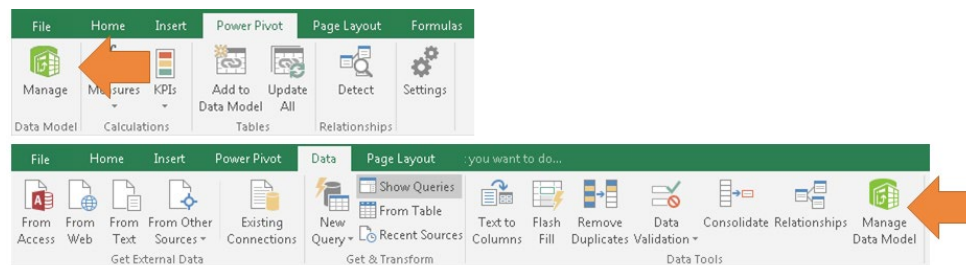 File Home Insert Power Pivot Page Layout Formulas
Manage Measures KPIs Add to Update Detect Settings
Data Model All
Data Model Calculations Tables Relationships
File Home Insert Power Pivot Data Page Layout you want to do...
Show Queries
From Table
From From From From Other Existing New Recent Sources Text to Flash Remove Data Consolidate Relationships Manage
Access Web Text Sources Connections Query Columns Fill Duplicates Validation Data Model
Get External Data Get & Transform Data Tools